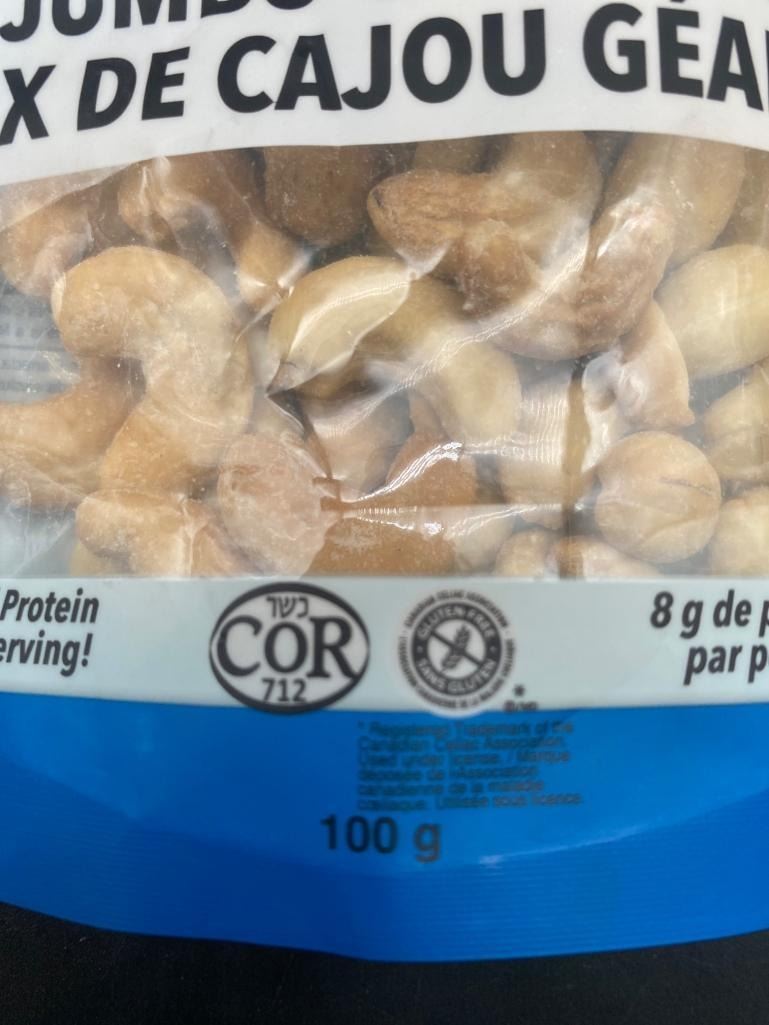 JUMBO
X DE CAJOU GÉA
Protein
erving!
כשר
COR
712
GLUTEN-FREE
SANS GLUTEN
8 g de p
par p
* Registered Trademark of the
Canadian Celiac Association.
Used under license. / Marque
déposée de l'Association
canadienne de la maladie
cœliaque. Utilisée sous licence.
100 g